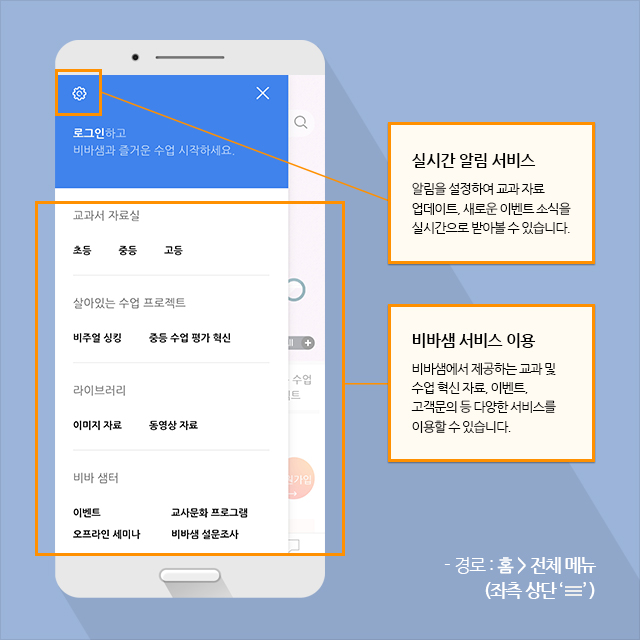 로그인하고
비바샘과 즐거운 수업 시작하세요.
교과서 자료실
초등 중등 고등
살아있는 수업 프로젝트
비주얼 싱킹 중등 수업 평가 혁신
라이브러리
이미지 자료 동영상 자료
비바 샘터
이벤트 교사문화 프로그램
오프라인 세미나 비바샘 설문조사
수업
가입
실시간 알림 서비스
알림을 설정하여 교과 자료
업데이트, 새로운 이벤트 소식을
실시간으로 받아볼 수 있습니다.
비바샘 서비스 이용
비바샘에서 제공하는 교과 및
수업 혁신 자료, 이벤트,
고객문의 등 다양한 서비스를
이용할 수 있습니다.
- 경로 : 홈 > 전체 메뉴
(좌측 상단 ‘☰’ )